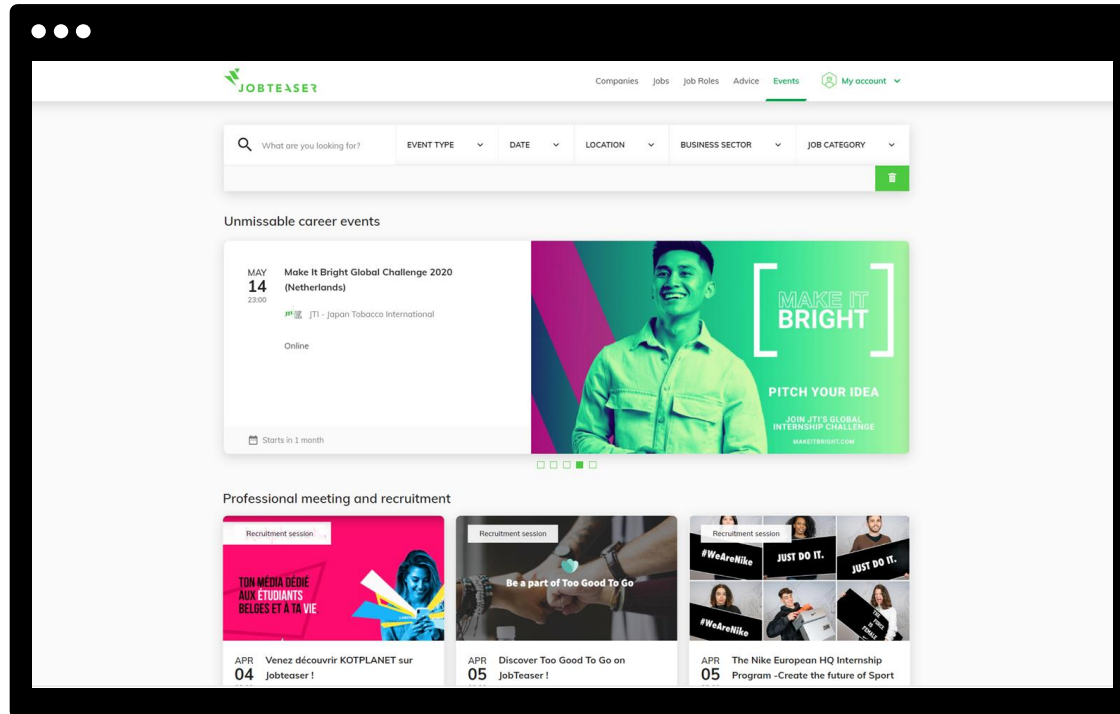 JOBTEASER
Companies Jobs Job Roles Advice Events My account
What are you looking for? EVENT TYPE DATE LOCATION BUSINESS SECTOR JOB CATEGORY
Unmissable career events
MAY
14
23:00
Make It Bright Global Challenge 2020
(Netherlands)
JTI JTI - Japan Tobacco International
Online
Starts in 1 month
MAKE IT
BRIGHT
PITCH YOUR IDEA
JOIN JTI'S GLOBAL
INTERNSHIP CHALLENGE
MAKEITBRIGHT.COM
Professional meeting and recruitment
Recruitment session
TON MÉDIA DÉDIÉ
AUX ÉTUDIANTS
BELGES ET À TA VIE
APR
04
Venez découvrir KOTPLANET sur
Jobteaser !
Recruitment session
Be a part of Too Good To Go
APR
05
Discover Too Good To Go on
JobTeaser !
Recruitment session
#WeAreNike
JUST DO IT.
JUST DO IT.
#WeAreNike
FORCE
IS
FEMALE
APR
05
The Nike European HQ Internship
Program -Create the future of Sport